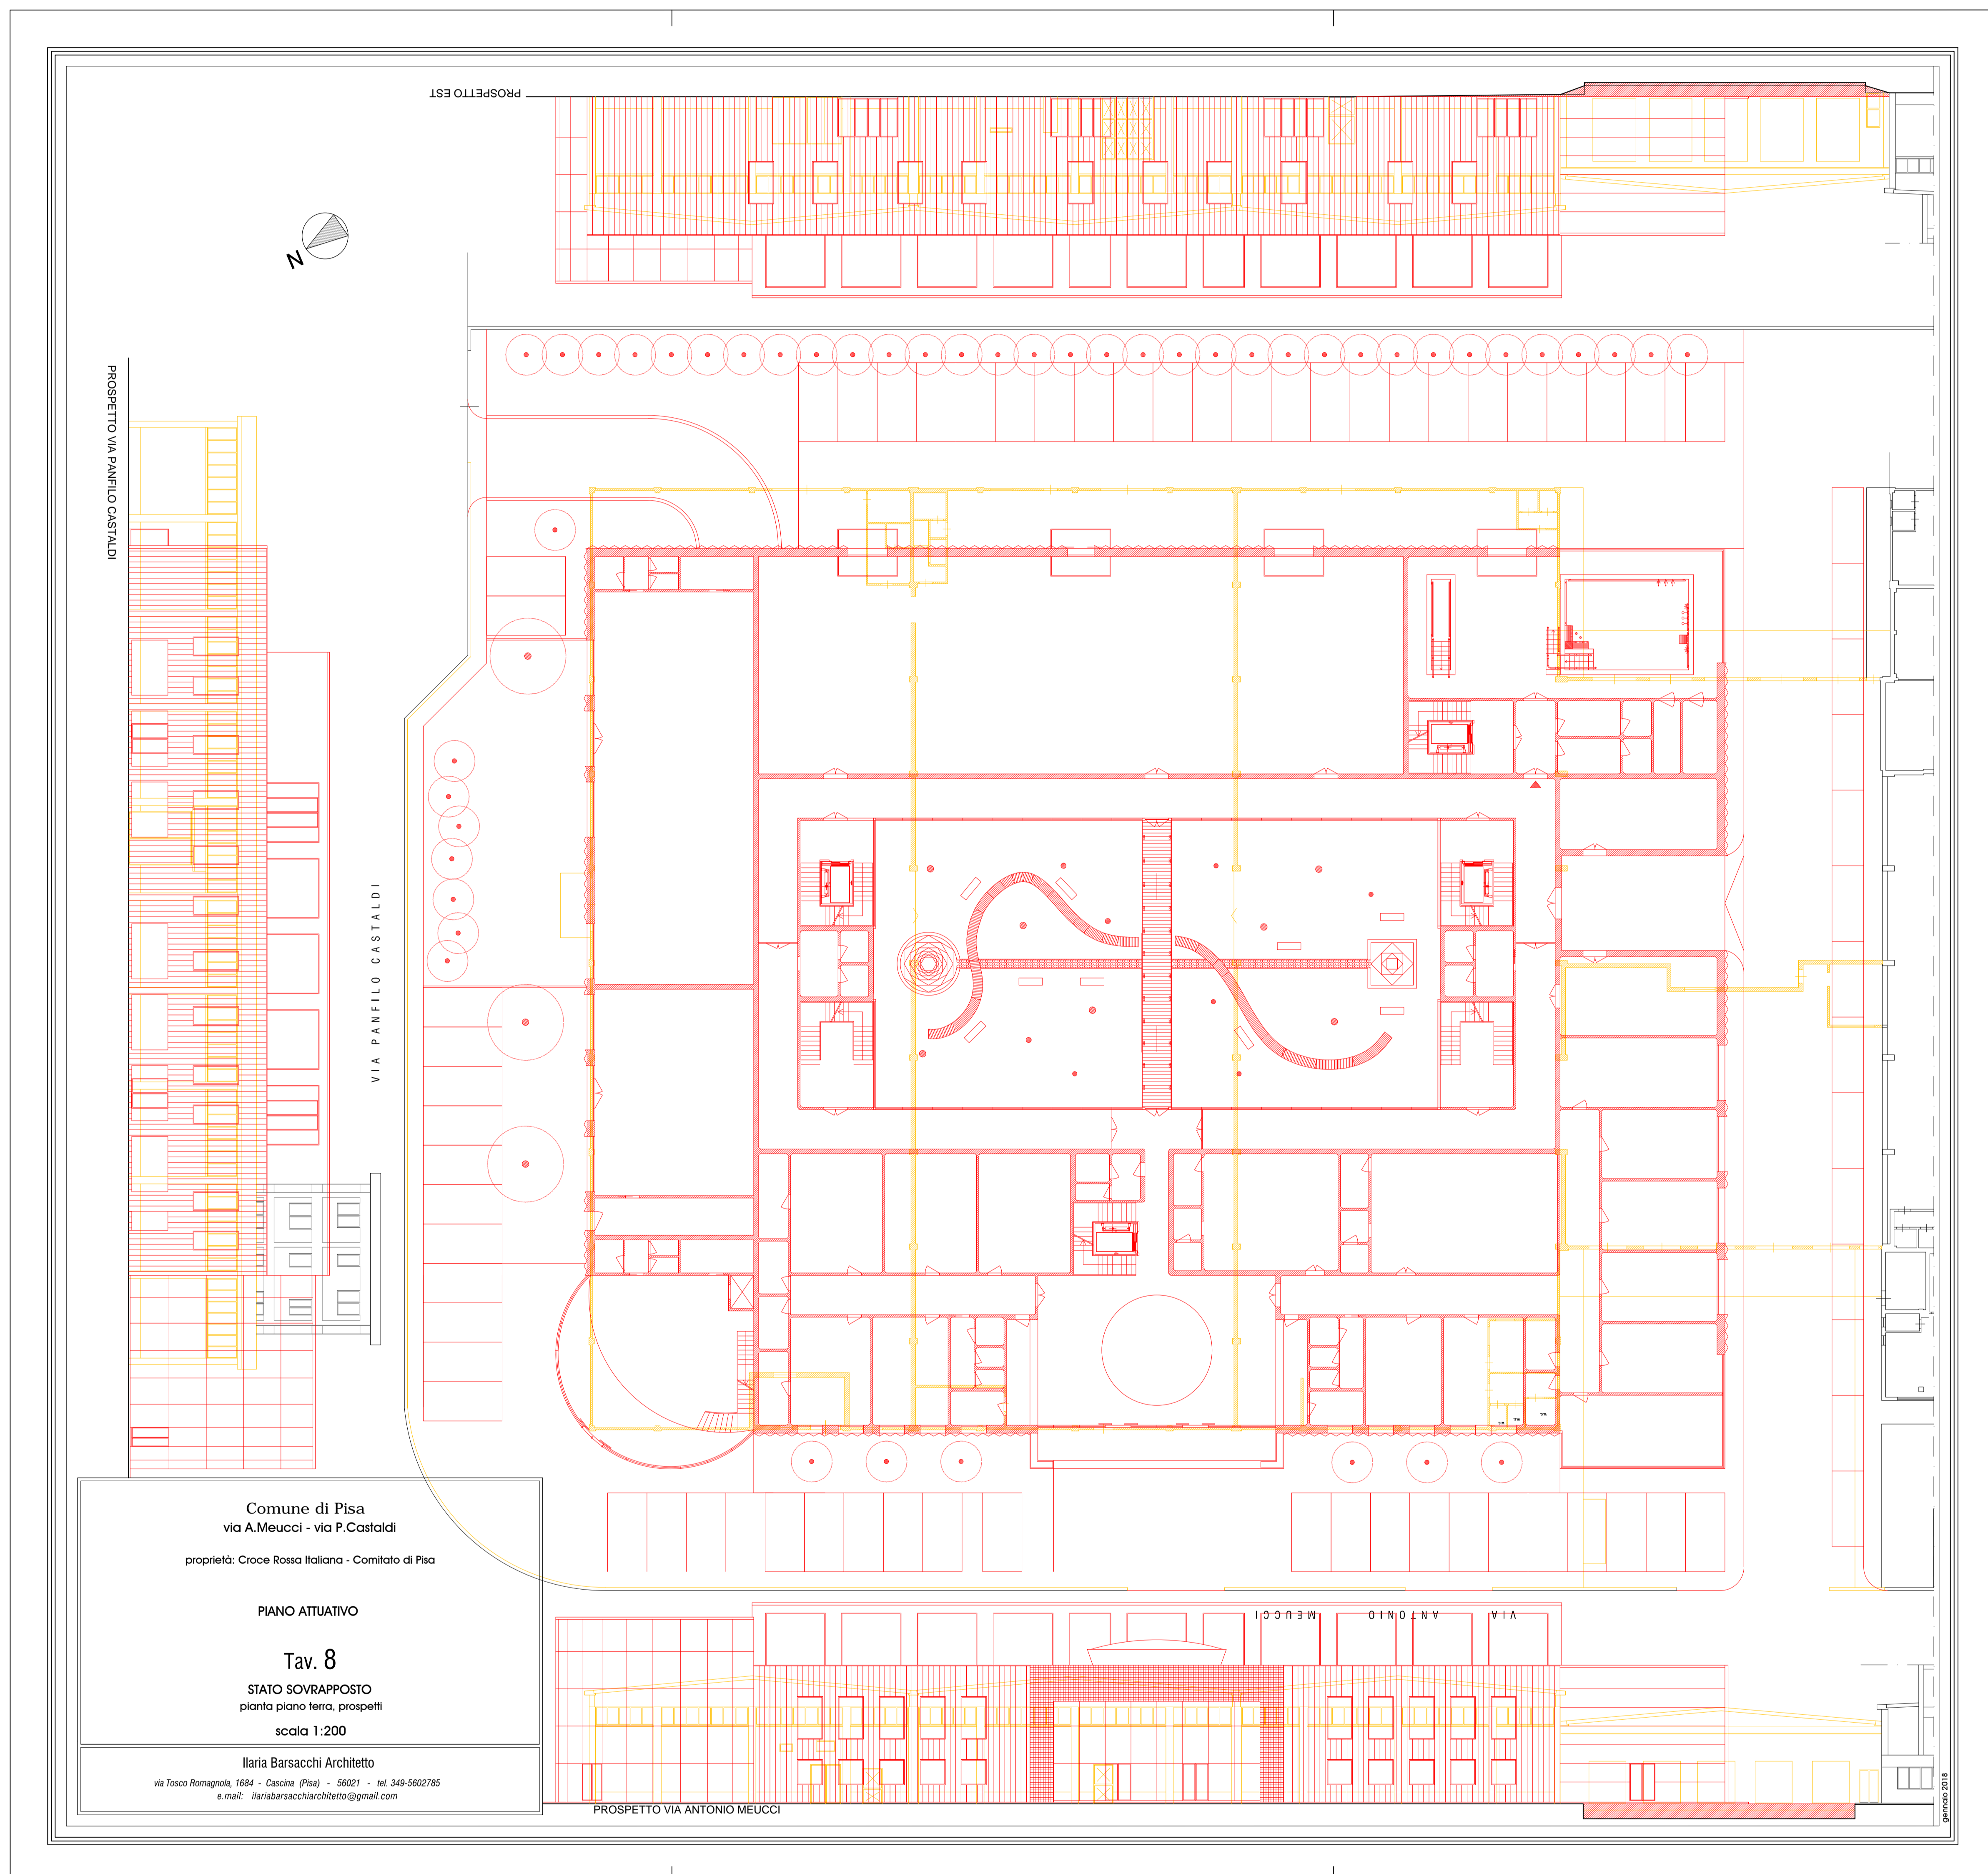 PROSPETTO EST
N
PROSPETTO VIA PANFILO CASTALDI
VIA PANFILO CASTALDI
VIA ANTONIO MEUCCI
Comune di Pisa
via A.Meucci - via P.Castaldi
proprietà: Croce Rossa Italiana - Comitato di Pisa
PIANO ATTUATIVO
Tav. 8
STATO SOVRAPPOSTO
pianta piano terra, prospetti
scala 1:200
Ilaria Barsacchi Architetto
via Tosco Romagnola, 1684 - Cascina (Pisa) - 56021 - tel. 349-5602785
e.mail: ilariabarsacchiarchitetto@gmail.com
PROSPETTO VIA ANTONIO MEUCCI
gennaio 2018